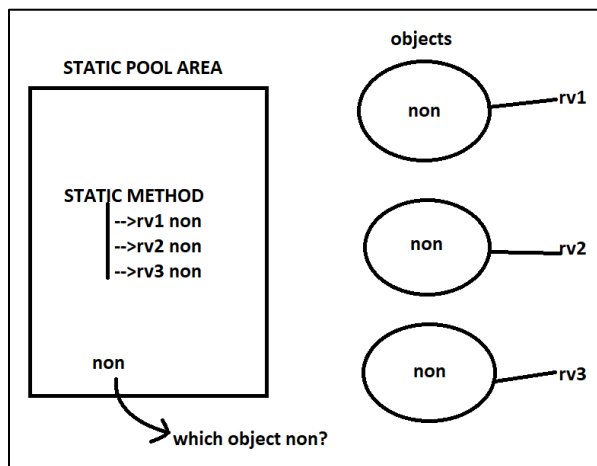 STATIC POOL AREA
STATIC METHOD
-->rv1 non
-->rv2 non
-->rv3 non
non
which object non?
objects
non
rv1
non
rv2
non
rv3